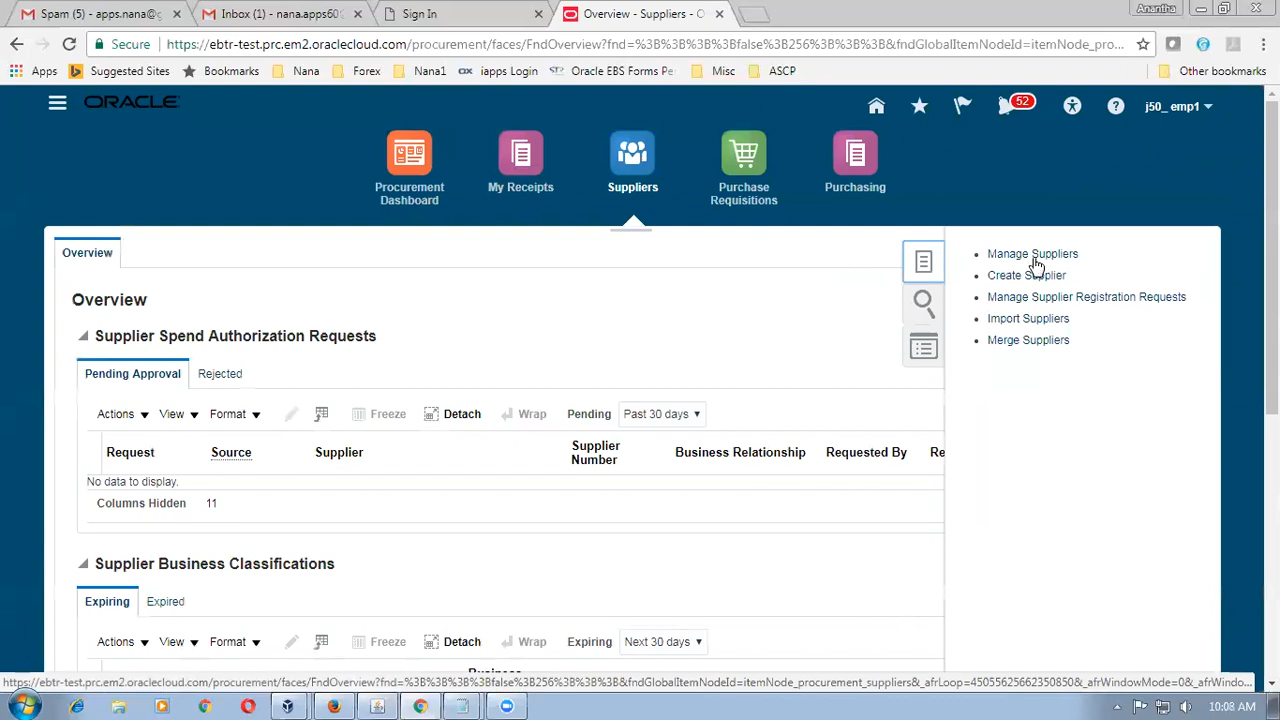 Spam (5) - apps.nana@g
Inbox (1) - nana.apps60
Sign In
Overview - Suppliers - O
Anantha
Secure
https://ebtr-test.prc.em2.oraclecloud.com/procurement/faces/FndOverview?fnd=%3B%3B%3B%3Bfalse%3B256%3B%3B%3B&fndGlobalItemNodeId=itemNode_pro...
Apps
Suggested Sites
Bookmarks
Nana
Forex
Nana1
iapps Login
Oracle EBS Forms Pe
Misc
ASCP
Other bookmarks
ORACLE
52
j50_ emp1
Procurement
Dashboard
My Receipts
Suppliers
Purchase
Requisitions
Purchasing
Overview
Manage Suppliers
Create Supplier
Manage Supplier Registration Requests
Import Suppliers
Merge Suppliers
Overview
Supplier Spend Authorization Requests
Pending Approval
Rejected
Actions View Format Freeze Detach Wrap Pending Past 30 days
Request Source Supplier Supplier
Number Business Relationship Requested By Re
No data to display.
Columns Hidden 11
Supplier Business Classifications
Expiring
Expired
Actions View Format Freeze Detach Wrap Expiring Next 30 days
https://ebtr-test.prc.em2.oraclecloud.com/procurement/faces/FndOverview?fnd=%3B%3B%3B%3Bfalse%3B256%3B%3B%3B&fndGlobalItemNodeId=itemNode_procurement_suppliers&_afrLoop=45055625662350850&_afrWindowMode=0&_afrWindo...
10:08 AM